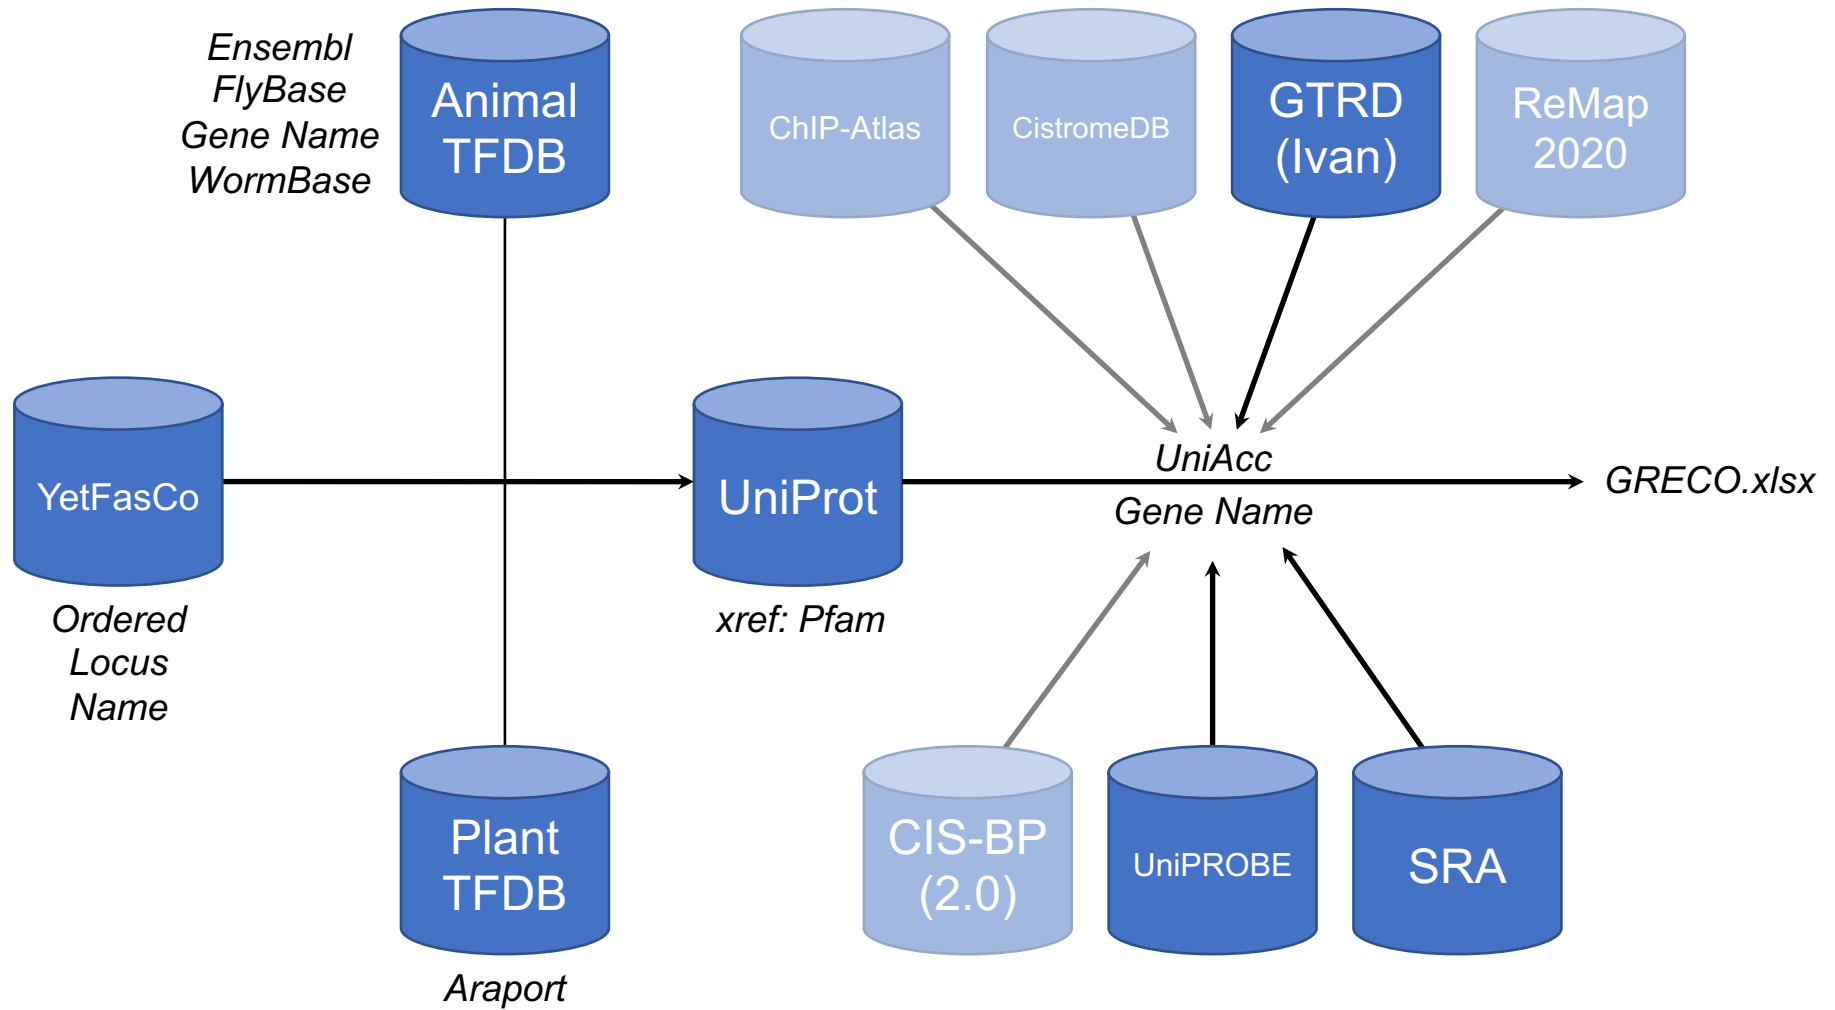 Ensembl
FlyBase
Gene Name
WormBase
Animal
TFDB
ChIP-Atlas
CistromeDB
GTRD
(Ivan)
ReMap
2020
YetFasCo
Ordered
Locus
Name
UniProt
xref: Pfam
UniAcc
Gene Name
GRECO.xlsx
Plant
TFDB
Araport
CIS-BP
(2.0)
UniPROBE
SRA